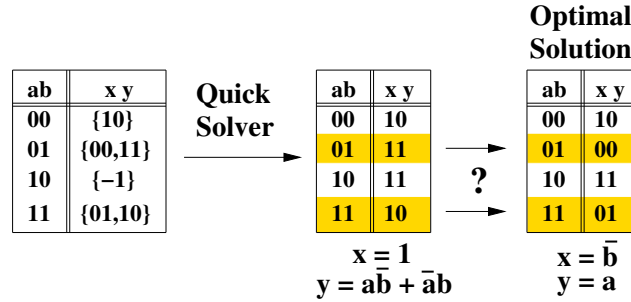 Optimal
Solution
Quick
Solver
ab x y
00 {10}
01 {00,11}
10 {−1}
11 {01,10}
ab x y
00 10
01 11
10 11
11 10
?
ab x y
00 10
01 00
10 11
11 01
x = 1
y = ab̄ + āb
x = b̄
y = a